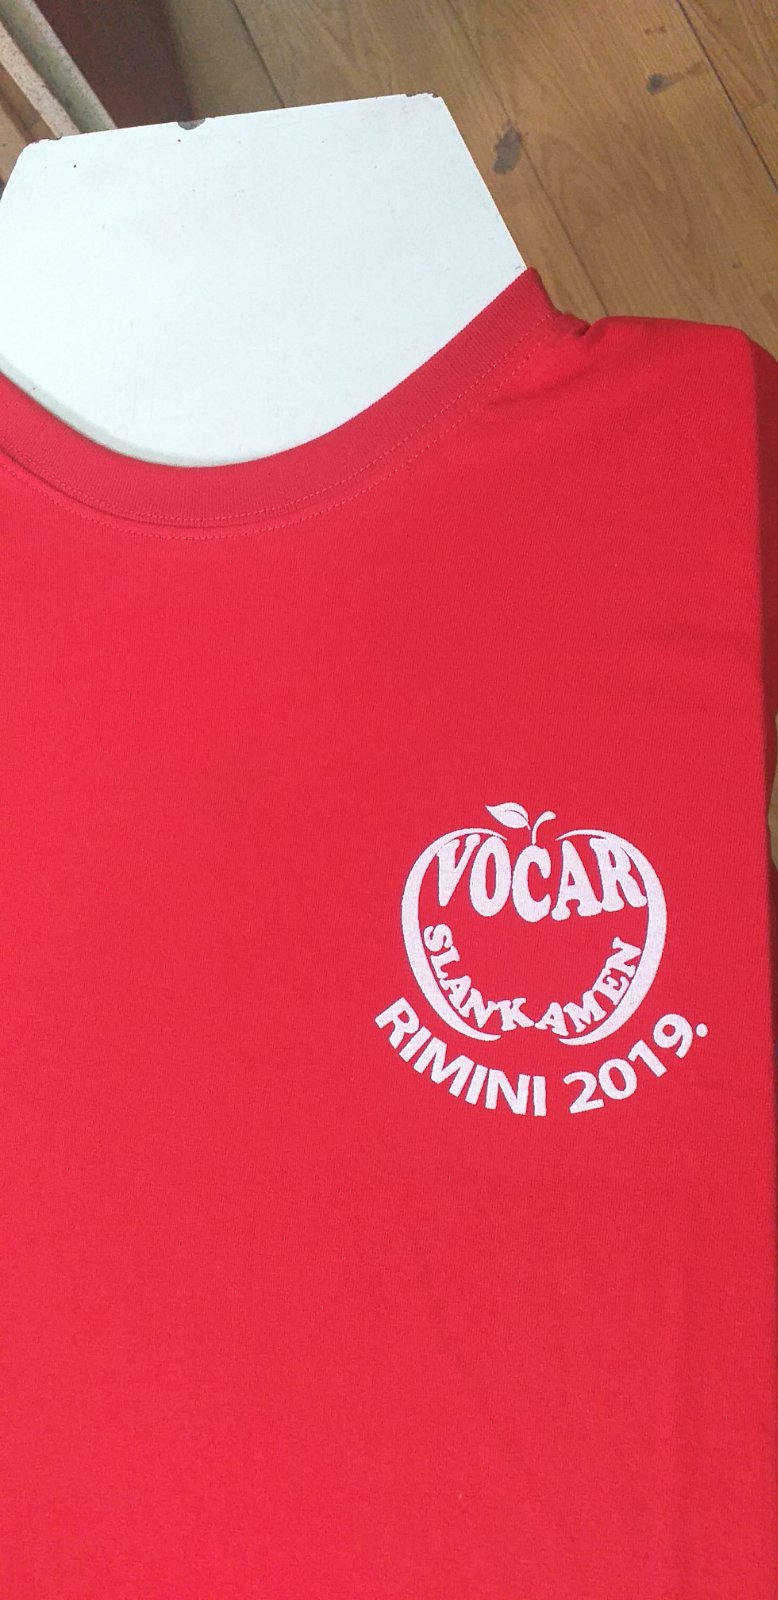 VOCAR
SLANKAMEN
RIMINI 2019.